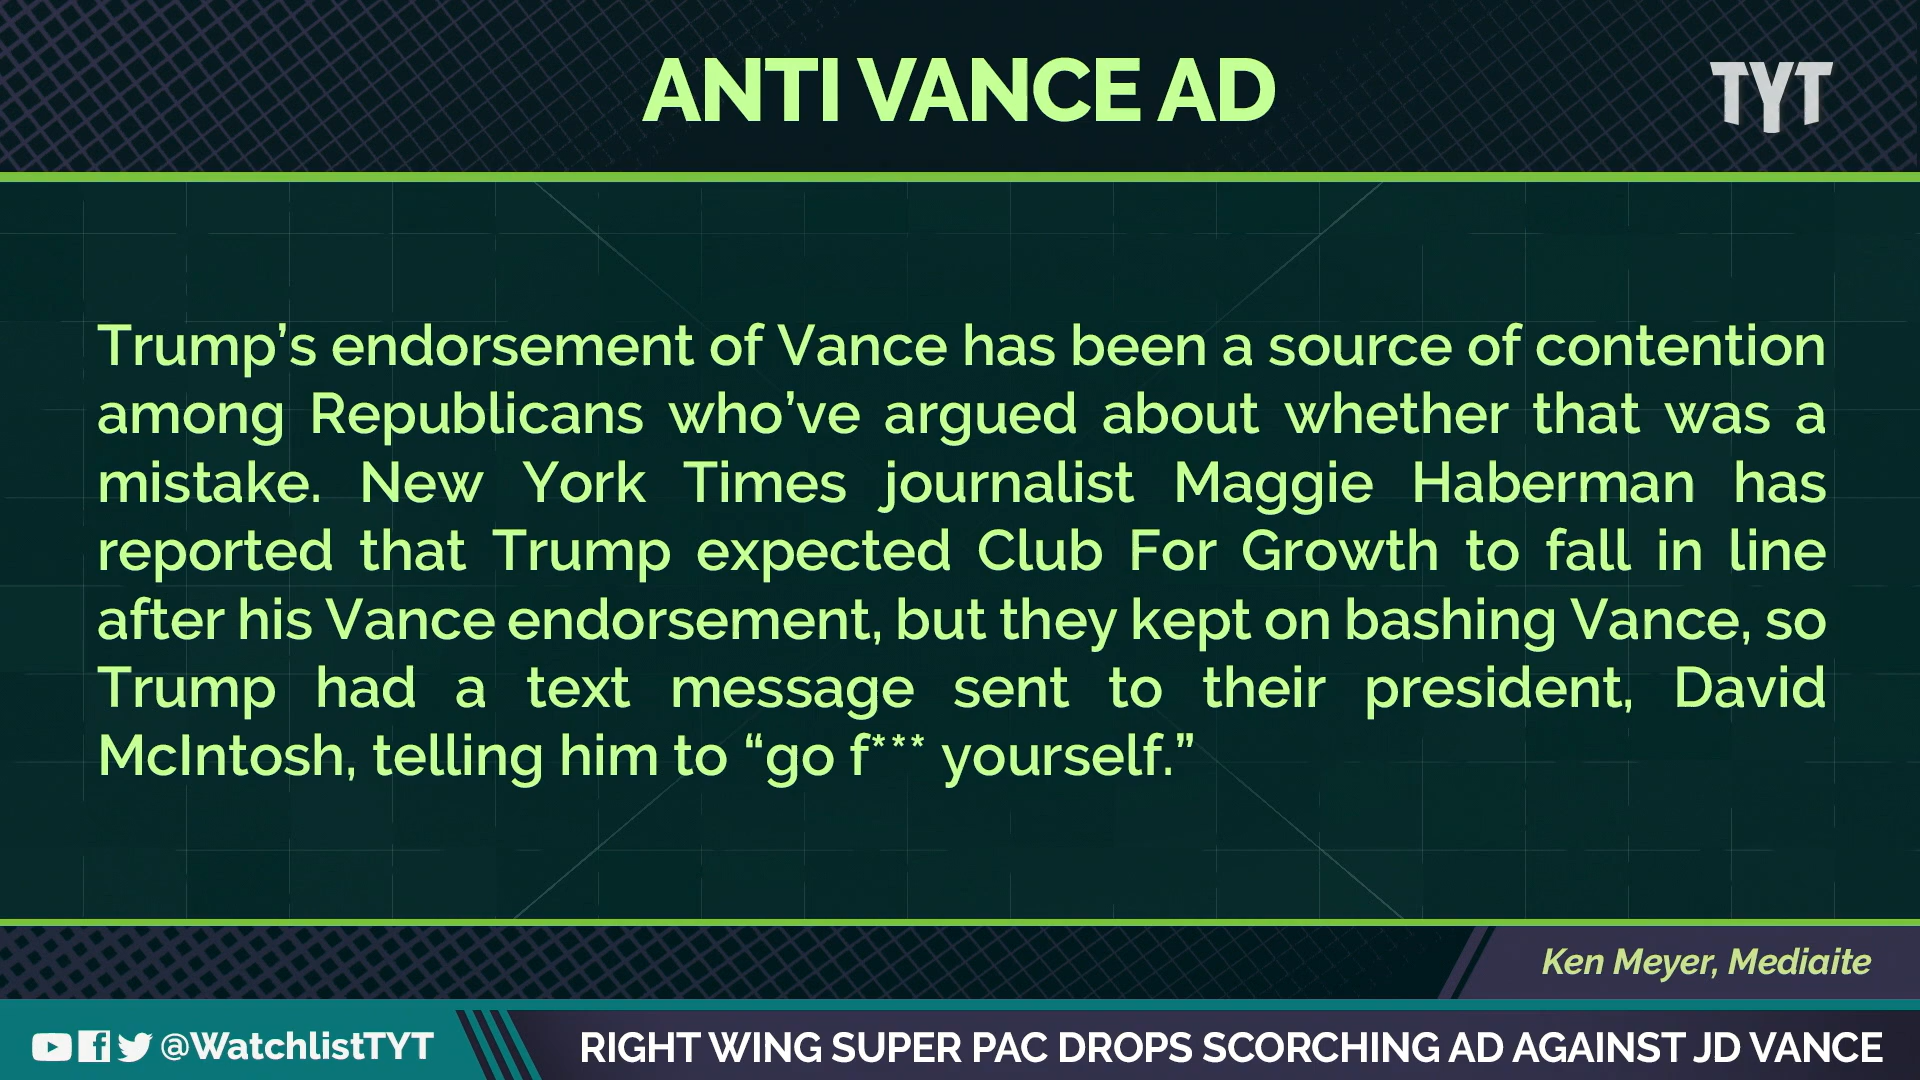 ANTI VANCE AD
TYT
Trump’s endorsement of Vance has been a source of contention
among Republicans who’ve argued about whether that was a
mistake. New York Times journalist Maggie Haberman has
reported that Trump expected Club For Growth to fall in line
after his Vance endorsement, but they kept on bashing Vance, so
Trump had a text message sent to their president, David
McIntosh, telling him to “go f*** yourself.”
Ken Meyer, Mediaite
@WatchlistTYT
RIGHT WING SUPER PAC DROPS SCORCHING AD AGAINST JD VANCE